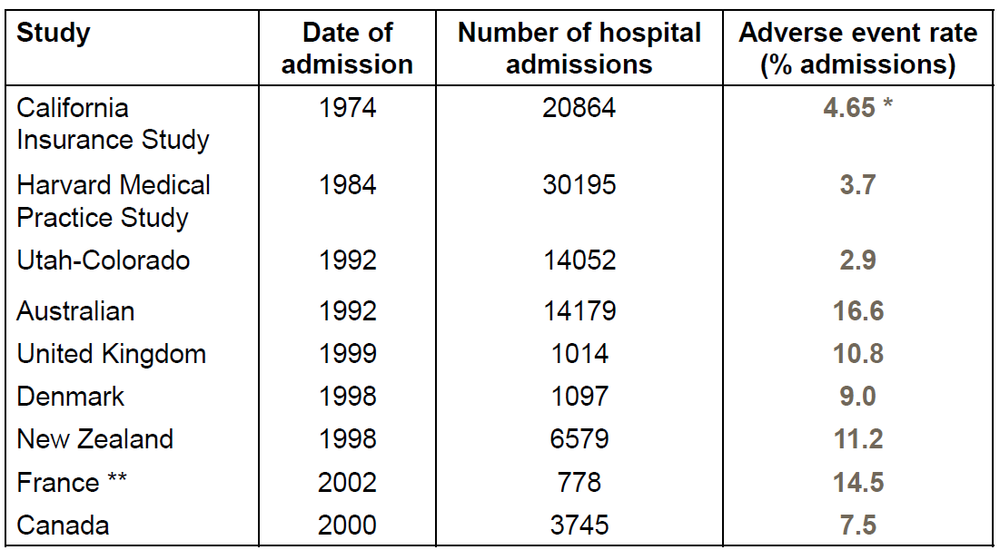 Study Date of admission Number of hospital admissions Adverse event rate (% admissions)
California Insurance Study 1974 20864 4.65 *
Harvard Medical Practice Study 1984 30195 3.7
Utah-Colorado 1992 14052 2.9
Australian 1992 14179 16.6
United Kingdom 1999 1014 10.8
Denmark 1998 1097 9.0
New Zealand 1998 6579 11.2
France ** 2002 778 14.5
Canada 2000 3745 7.5